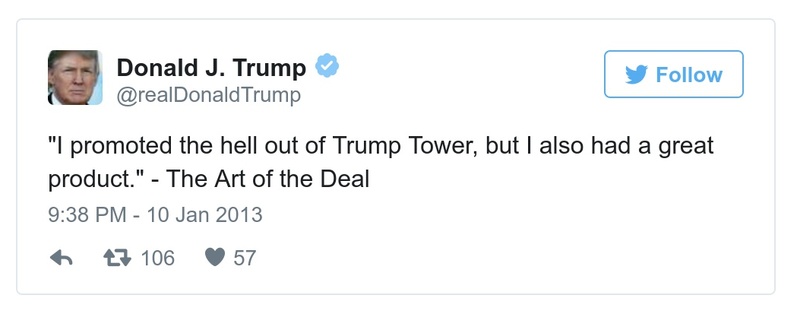 Donald J. Trump
@realDonaldTrump
Follow
"I promoted the hell out of Trump Tower, but I also had a great
product." - The Art of the Deal
9:38 PM - 10 Jan 2013
106 57